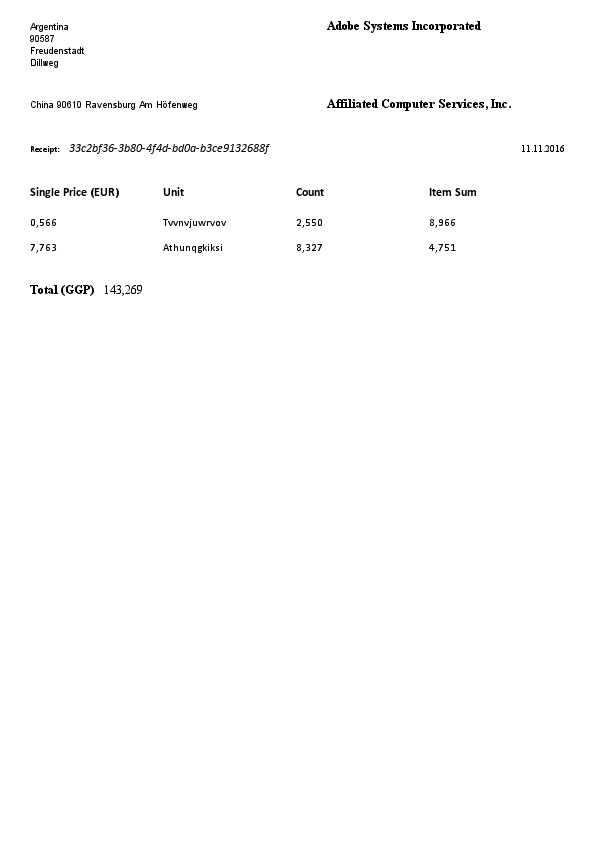 Argentina
90587
Freudenstadt
Dillweg
Adobe Systems Incorporated
China 90610 Ravensburg Am Höfenweg
Affiliated Computer Services, Inc.
Receipt: 33c2bf36-3b80-4f4d-bd0a-b3ce9132688f 11.11.2016
Single Price (EUR) Unit Count Item Sum
0,566 Tvvnvjuwrvov 2,550 8,966
7,763 Athunqgkiksi 8,327 4,751
Total (GGP) 143,269